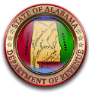 STATE OF ALABAMA
DEPARTMENT OF REVENUE